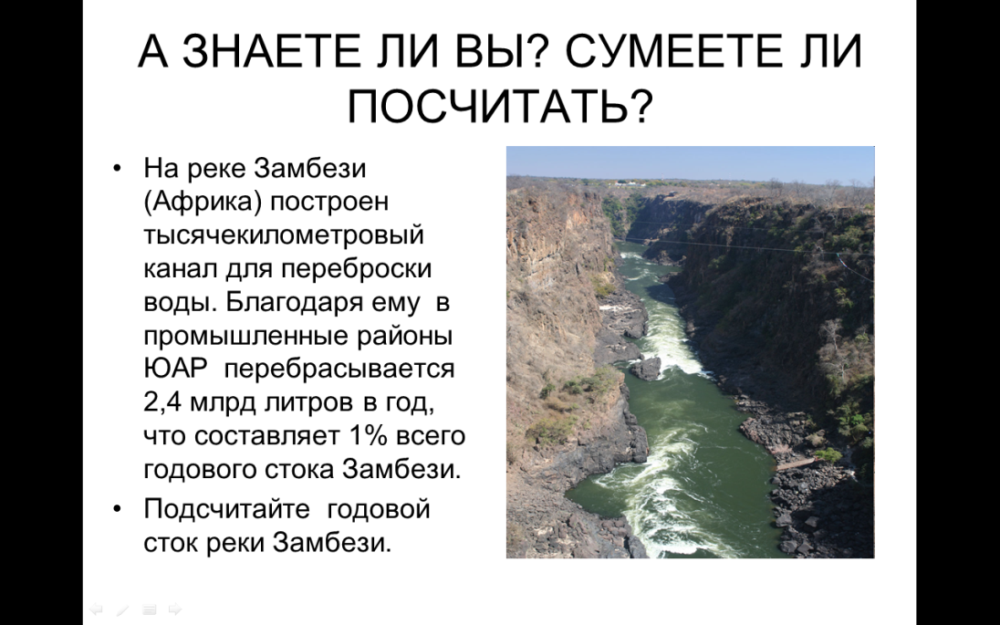 А ЗНАЕТЕ ЛИ ВЫ? СУМЕЕТЕ ЛИ
ПОСЧИТАТЬ?
• На реке Замбези
(Африка) построен
тысячекилометровый
канал для переброски
воды. Благодаря ему в
промышленные районы
ЮАР перебрасывается
2,4 млрд литров в год,
что составляет 1% всего
годового стока Замбези.
• Подсчитайте годовой
сток реки Замбези.